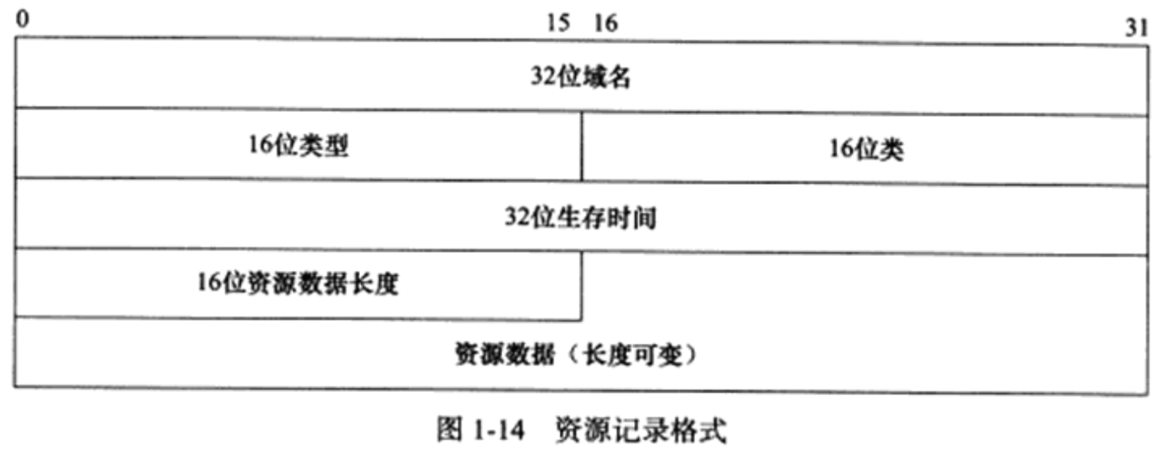 0 15 16 31
32位域名
16位类型 16位类
32位生存时间
16位资源数据长度
资源数据（长度可变）
图 1-14 资源记录格式